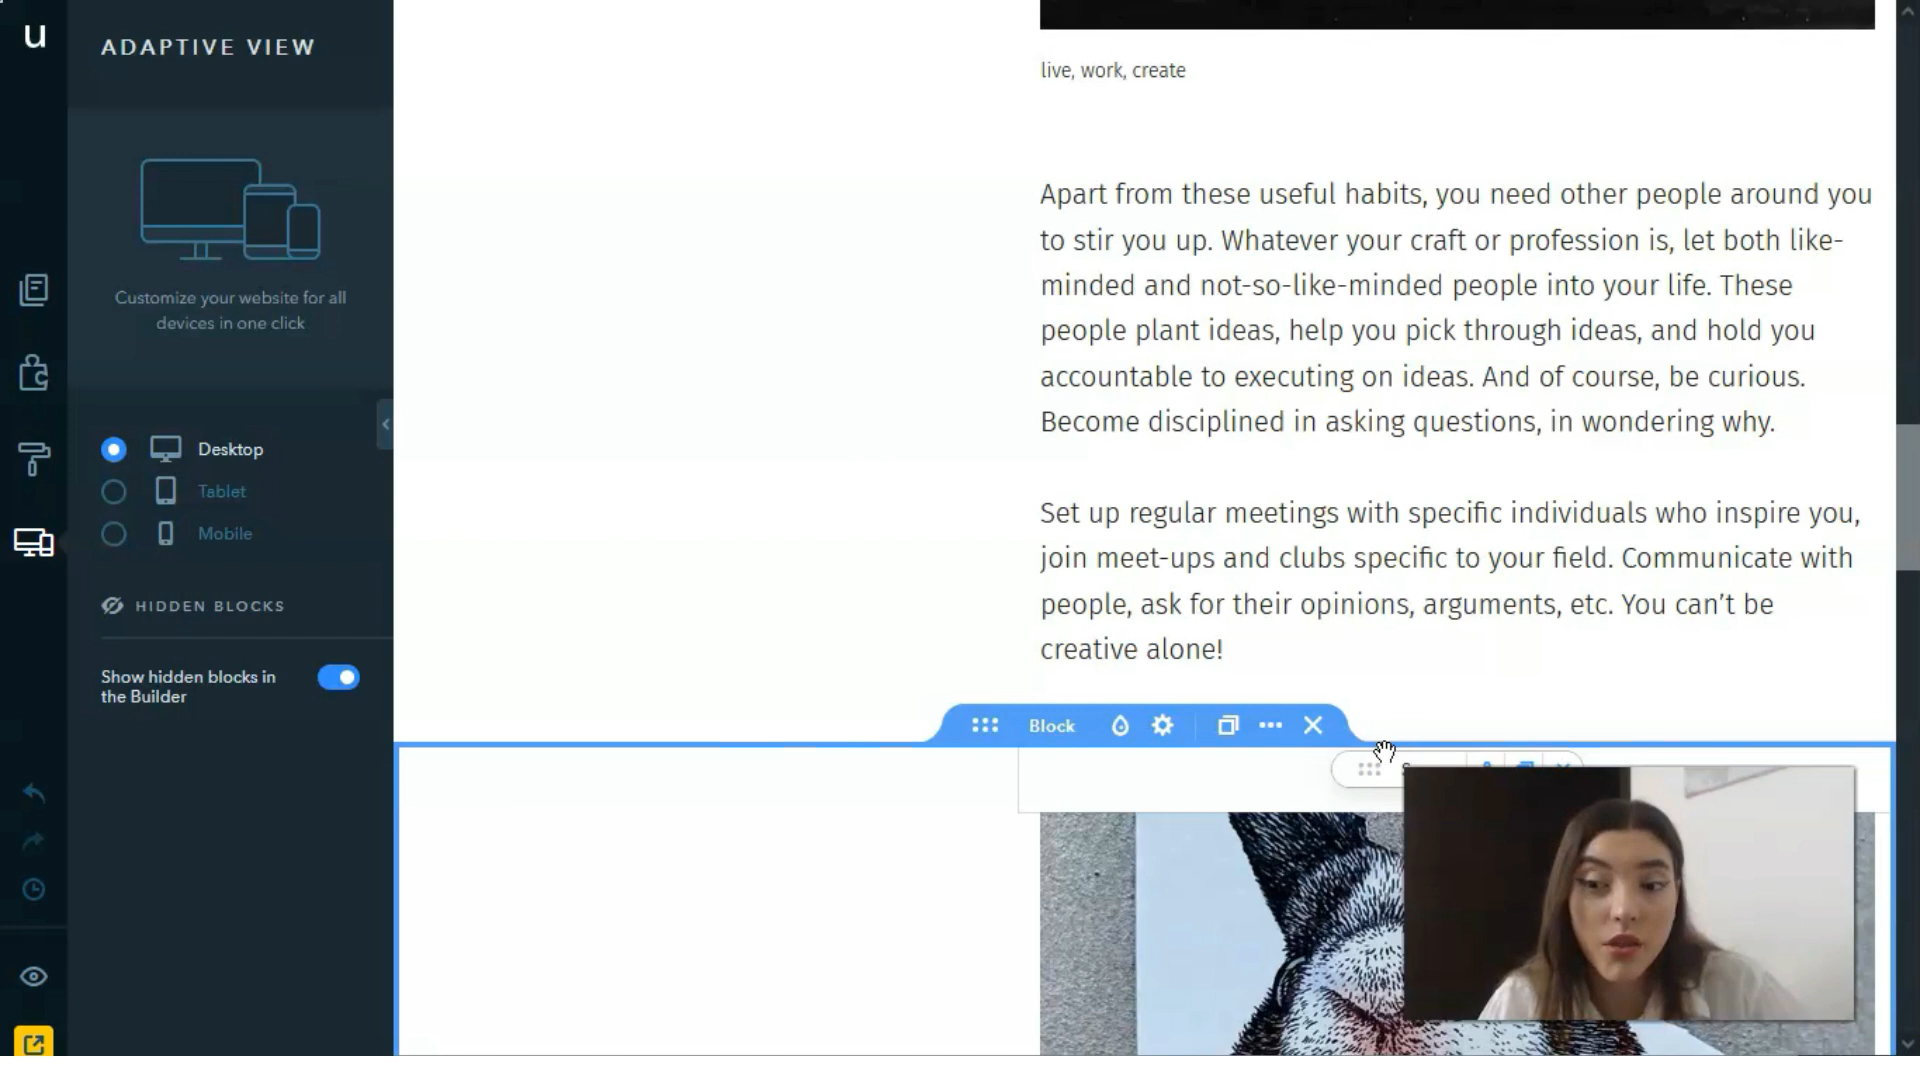 u
ADAPTIVE VIEW
Customize your website for all
devices in one click
Desktop
Tablet
Mobile
HIDDEN BLOCKS
Show hidden blocks in
the Builder
live, work, create
Apart from these useful habits, you need other people around you
to stir you up. Whatever your craft or profession is, let both like-
minded and not-so-like-minded people into your life. These
people plant ideas, help you pick through ideas, and hold you
accountable to executing on ideas. And of course, be curious.
Become disciplined in asking questions, in wondering why.
Set up regular meetings with specific individuals who inspire you,
join meet-ups and clubs specific to your field. Communicate with
people, ask for their opinions, arguments, etc. You can’t be
creative alone!
Block